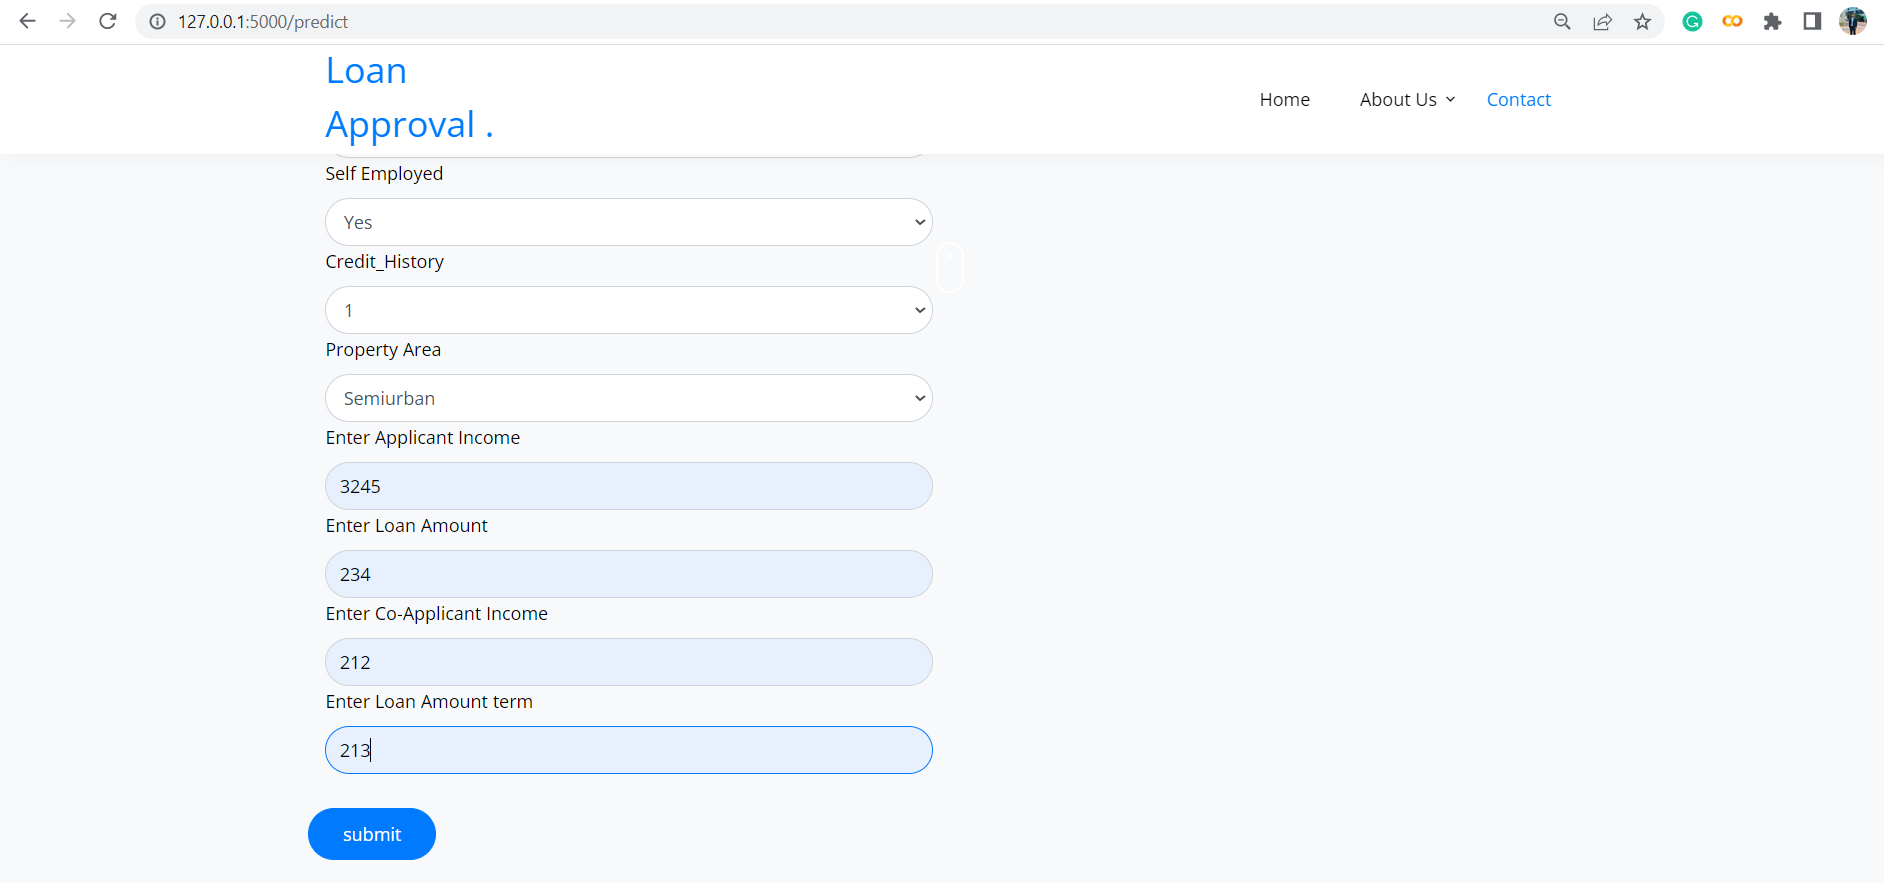 127.0.0.1:5000/predict
Loan
Approval .
Home
About Us
Contact
Self Employed
Yes
Credit_History
1
Property Area
Semiurban
Enter Applicant Income
3245
Enter Loan Amount
234
Enter Co-Applicant Income
212
Enter Loan Amount term
213
submit